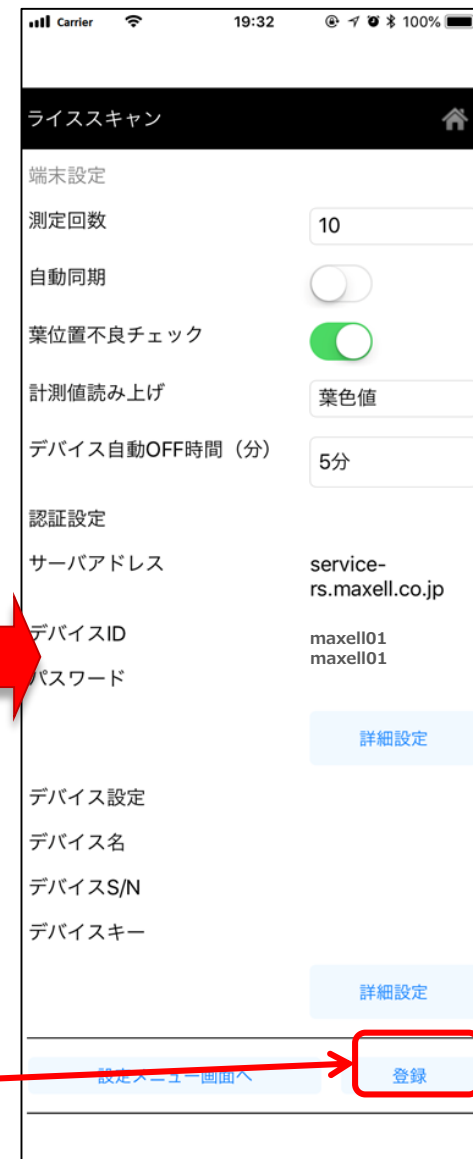 Carrier 19:32 100%
ライススキャン
端末設定
測定回数 10
自動同期
葉位置不良チェック
計測値読み上げ 葉色値
デバイス自動OFF時間（分） 5分
認証設定
サーバアドレス service-
rs.maxell.co.jp
デバイスID maxell01
パスワード maxell01
詳細設定
デバイス設定
デバイス名
デバイスS/N
デバイスキー
詳細設定
設定メニュー画面へ 登録